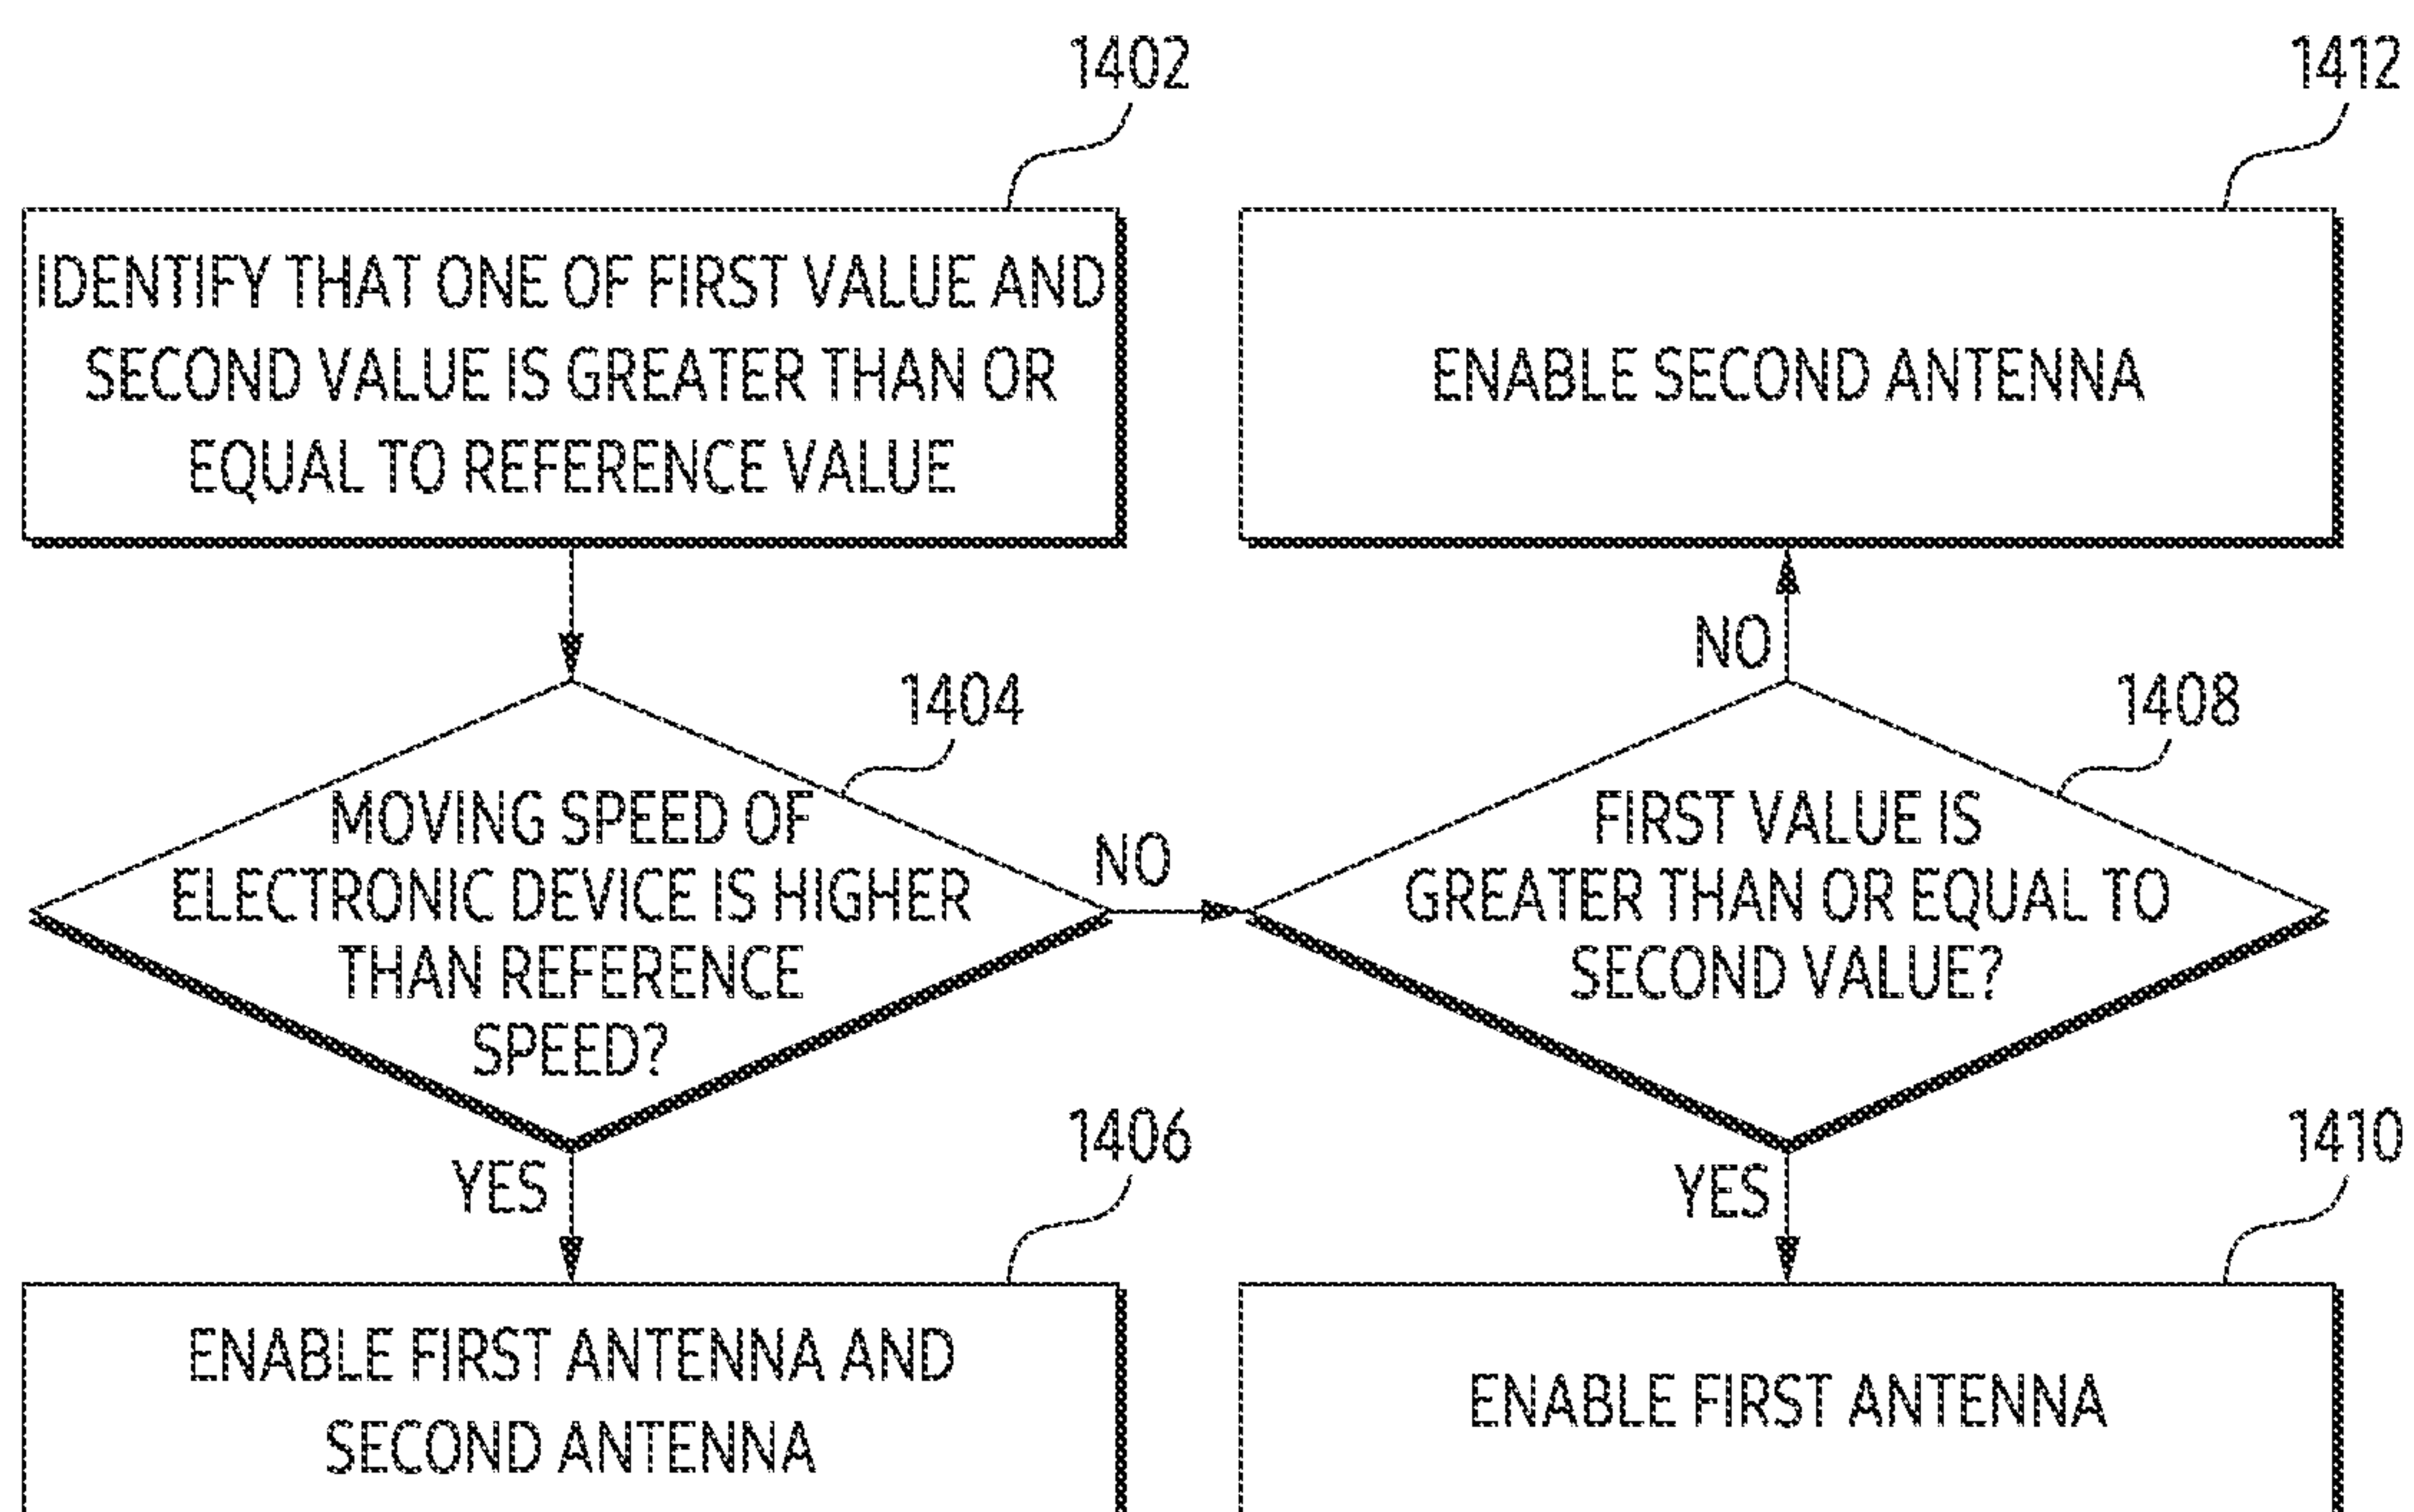 1402
IDENTIFY THAT ONE OF FIRST VALUE AND
SECOND VALUE IS GREATER THAN OR
EQUAL TO REFERENCE VALUE
1404
MOVING SPEED OF
ELECTRONIC DEVICE IS HIGHER
THAN REFERENCE
SPEED?
NO
YES
1406
ENABLE FIRST ANTENNA AND
SECOND ANTENNA
1412
ENABLE SECOND ANTENNA
NO
1408
FIRST VALUE IS
GREATER THAN OR EQUAL TO
SECOND VALUE?
YES
1410
ENABLE FIRST ANTENNA